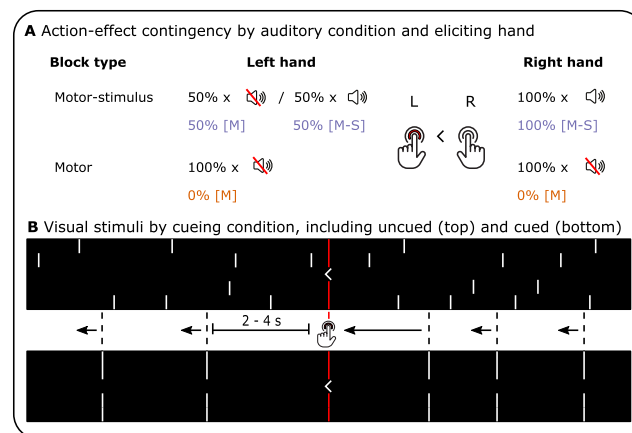 A Action-effect contingency by auditory condition and eliciting hand
Block type Left hand Right hand
Motor-stimulus 50% x / 50% x L R 100% x
50% [M] 50% [M-S] < 100% [M-S]
Motor 100% x 100% x
0% [M] 0% [M]
B Visual stimuli by cueing condition, including uncued (top) and cued (bottom)
<
2 - 4 s
<